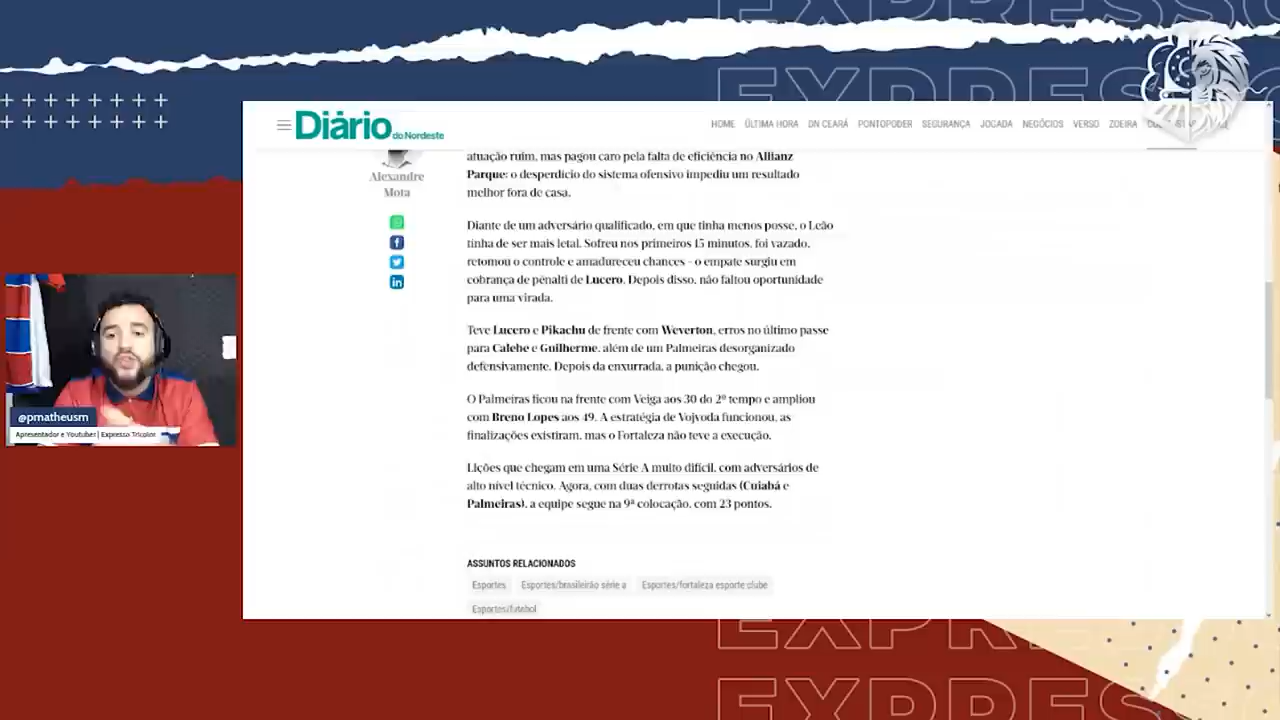 EXPRESSO
EXPRESSO
Diário do Nordeste
HOME ÚLTIMA HORA DN CEARÁ PONTOPODER SEGURANÇA JOGADA NEGÓCIOS VERSO ZOEIRA
Alexandre
Mota
atuação ruim, mas pagou caro pela falta de eficiência no Allianz
Parque: o desperdício do sistema ofensivo impediu um resultado
melhor fora de casa.
Diante de um adversário qualificado, em que tinha menos posse, o Leão
tinha de ser mais letal. Sofreu nos primeiros 15 minutos, foi vazado,
retomou o controle e amadureceu chances - o empate surgiu em
cobrança de pênalti de Lucero. Depois disso, não faltou oportunidade
para uma virada.
Teve Lucero e Pikachu de frente com Weverton, erros no último passe
para Calebe e Guilherme, além de um Palmeiras desorganizado
defensivamente. Depois da enxurrada, a punição chegou.
O Palmeiras ficou na frente com Veiga aos 30 do 2º tempo e ampliou
com Breno Lopes aos 49. A estratégia de Vojvoda funcionou, as
finalizações existiram, mas o Fortaleza não teve a execução.
Lições que chegam em uma Série A muito difícil, com adversários de
alto nível técnico. Agora, com duas derrotas seguidas (Cuiabá e
Palmeiras), a equipe segue na 9ª colocação, com 23 pontos.
ASSUNTOS RELACIONADOS
Esportes Esportes/brasileirão série a Esportes/fortaleza esporte clube
Esportes/futebol
@pmatheusm
Apresentador e Youtuber | Expresso Tricolor
EXPRESSO
EXPRESSO